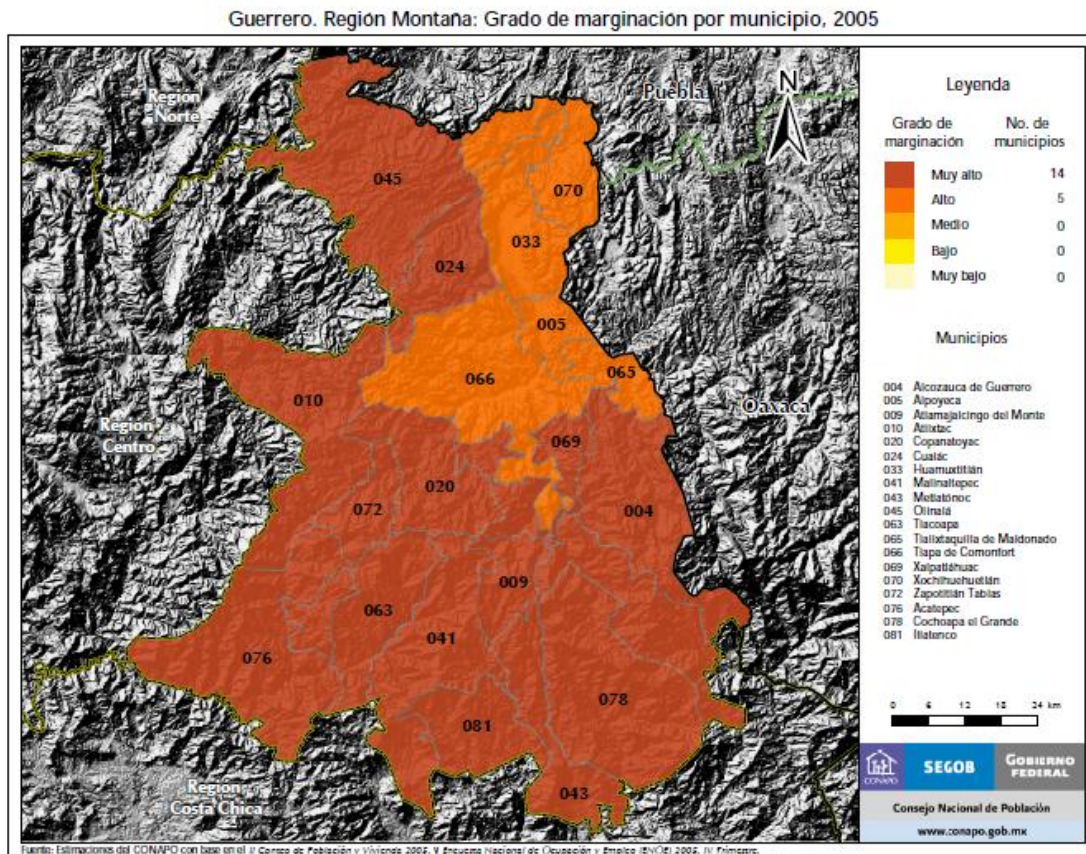 Guerrero. Región Montaña: Grado de marginación por municipio, 2005
Región
Norte
Puebla
N
045
070
033
024
005
066
065
010
Oaxaca
Región
Centro
069
020
072
004
009
063
041
076
078
081
043
Región
Costa Chica
Leyenda
Grado de marginación No. de municipios
Muy alto 14
Alto 5
Medio 0
Bajo 0
Muy bajo 0
Municipios
004 Alcozauca de Guerrero
005 Alpoyeca
009 Atlamajalcingo del Monte
010 Atlixtac
020 Copanatoyac
024 Cualác
033 Huamuxtitlán
041 Malinaltepec
043 Metlatónoc
045 Olinalá
063 Tlacoapa
065 Tlalixtaquilla de Maldonado
066 Tlapa de Comonfort
069 Xalpatláhuac
070 Xochihuehuetlán
072 Zapotitlán Tablas
076 Acatepec
078 Cochoapa el Grande
081 Iliatenco
0 6 12 18 24 km
CONAPO
SEGOB
GOBIERNO
FEDERAL
Consejo Nacional de Población
www.conapo.gob.mx
Fuente: Estimaciones del CONAPO con base en el II Conteo de Población y Vivienda 2005, y Encuesta Nacional de Ocupación y Empleo (ENOE) 2005, IV Trimestre.